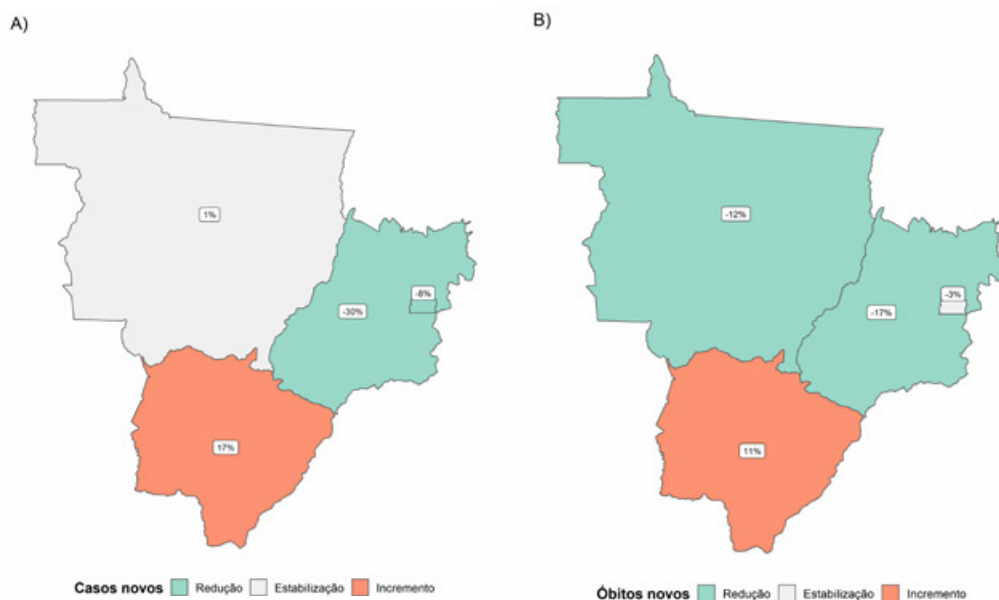 A)
1%
-8%
-30%
17%
Casos novos Redução Estabilização Incremento
B)
-12%
-3%
-17%
11%
Óbitos novos Redução Estabilização Incremento